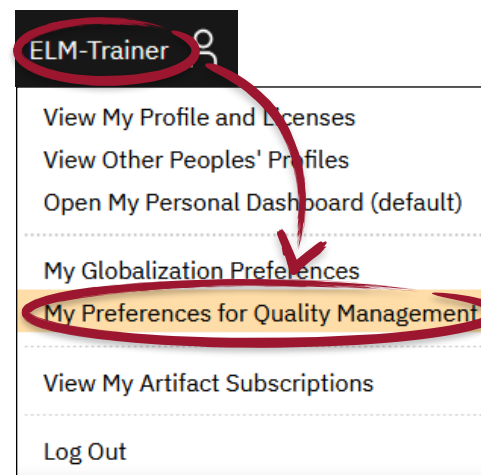 ELM-Trainer
View My Profile and Licenses
View Other Peoples' Profiles
Open My Personal Dashboard (default)
My Globalization Preferences
My Preferences for Quality Management
View My Artifact Subscriptions
Log Out